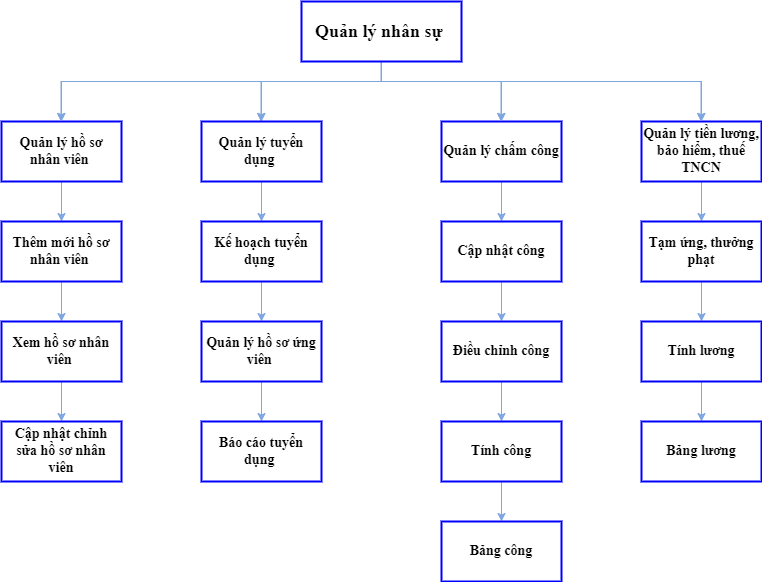 Quản lý nhân sự
Quản lý hồ sơ
nhân viên
Quản lý tuyển
dụng
Quản lý chấm công
Quản lý tiền lương,
bảo hiểm, thuế
TNCN
Thêm mới hồ sơ
nhân viên
Kế hoạch tuyển
dụng
Cập nhật công
Tạm ứng, thưởng
phạt
Xem hồ sơ nhân
viên
Quản lý hồ sơ ứng
viên
Điều chỉnh công
Tính lương
Cập nhật chỉnh
sửa hồ sơ nhân
viên
Báo cáo tuyển
dụng
Tính công
Bảng lương
Bảng công